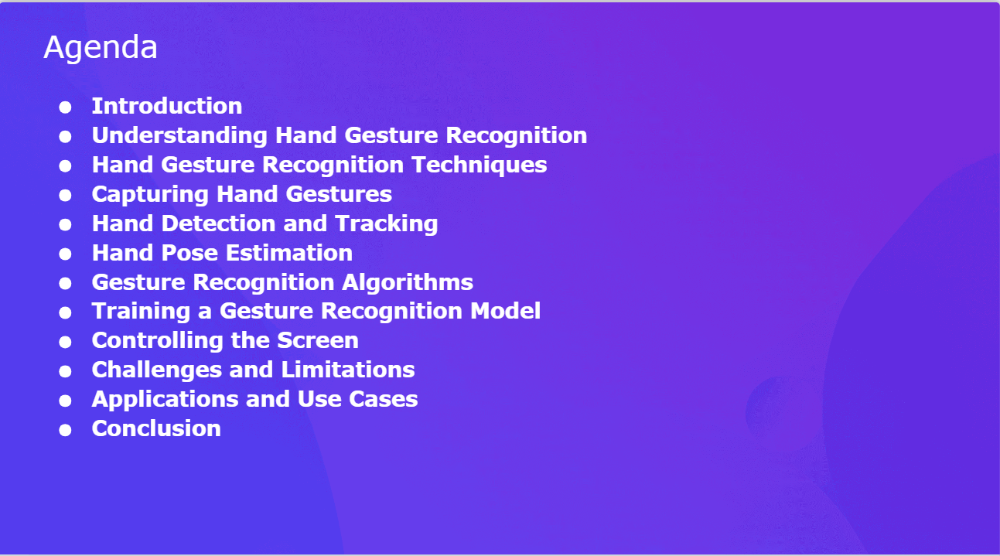 Agenda
● Introduction
● Understanding Hand Gesture Recognition
● Hand Gesture Recognition Techniques
● Capturing Hand Gestures
● Hand Detection and Tracking
● Hand Pose Estimation
● Gesture Recognition Algorithms
● Training a Gesture Recognition Model
● Controlling the Screen
● Challenges and Limitations
● Applications and Use Cases
● Conclusion